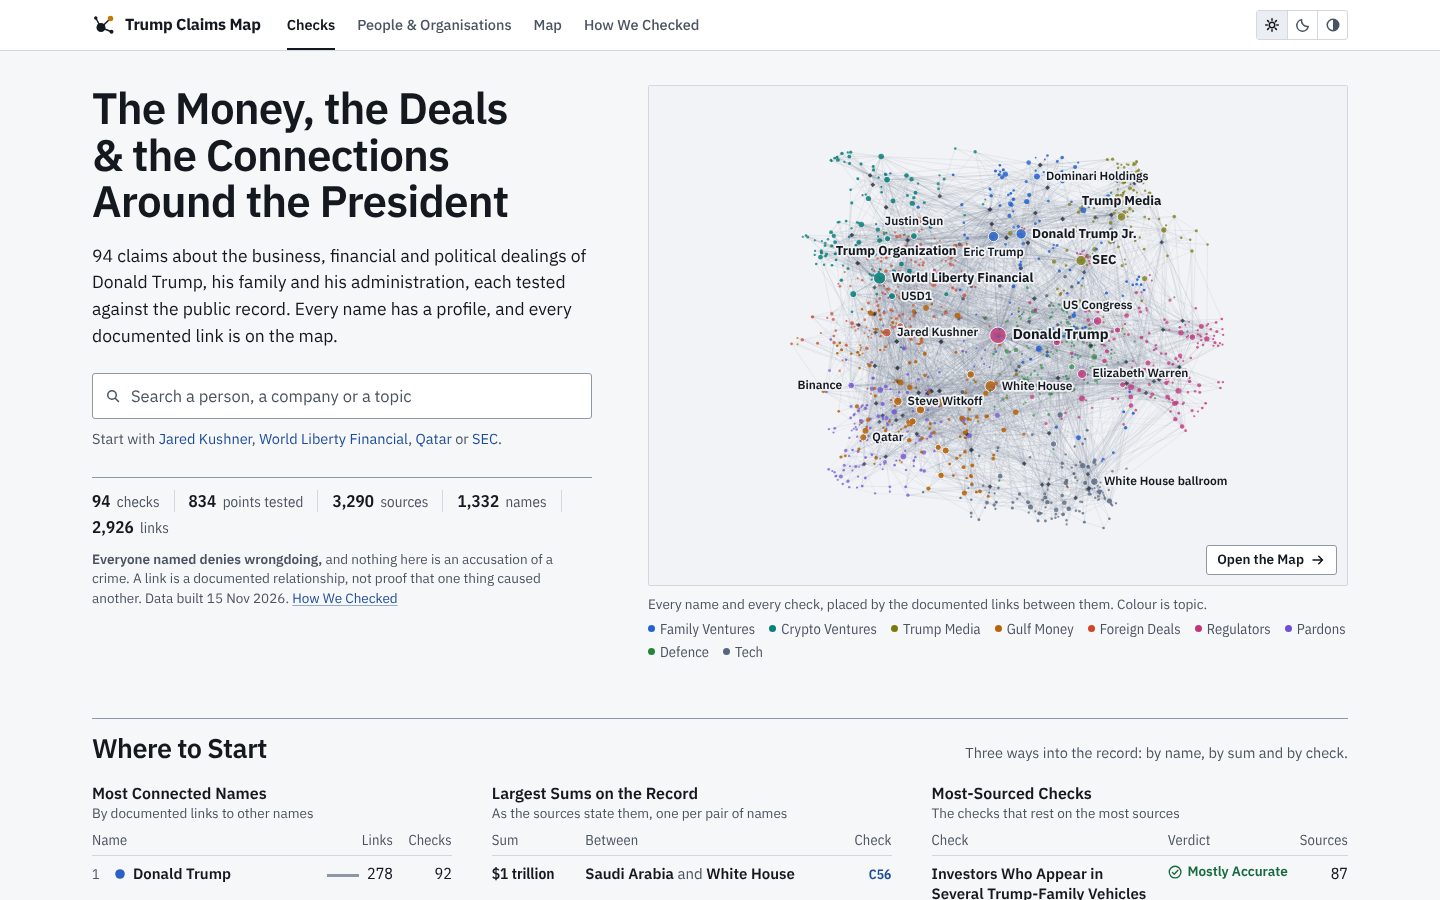 Trump Claims Map
Checks
People & Organisations
Map
How We Checked
The Money, the Deals
& the Connections
Around the President
94 claims about the business, financial and political dealings of
Donald Trump, his family and his administration, each tested
against the public record. Every name has a profile, and every
documented link is on the map.
Search a person, a company or a topic
Start with Jared Kushner, World Liberty Financial, Qatar or SEC.
94 checks 834 points tested 3,290 sources 1,332 names
2,926 links
Everyone named denies wrongdoing, and nothing here is an accusation of a
crime. A link is a documented relationship, not proof that one thing caused
another. Data built 15 Nov 2026. How We Checked
Dominari Holdings
Trump Media
Justin Sun
Donald Trump Jr.
Trump Organization
Eric Trump
SEC
World Liberty Financial
USD1
US Congress
Jared Kushner
Donald Trump
Elizabeth Warren
Binance
White House
Steve Witkoff
Qatar
White House ballroom
Open the Map
Every name and every check, placed by the documented links between them. Colour is topic.
Family Ventures Crypto Ventures Trump Media Gulf Money Foreign Deals Regulators Pardons
Defence Tech
Where to Start
Three ways into the record: by name, by sum and by check.
Most Connected Names
By documented links to other names
Name Links Checks
1 Donald Trump 278 92
Largest Sums on the Record
As the sources state them, one per pair of names
Sum Between Check
$1 trillion Saudi Arabia and White House C56
Most-Sourced Checks
The checks that rest on the most sources
Check Verdict Sources
Investors Who Appear in Mostly Accurate 87
Several Trump-Family Vehicles